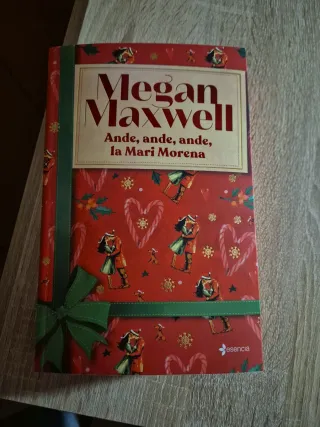 Megan
Maxwell
Ande, ande, ande,
la Mari Morena
esencia